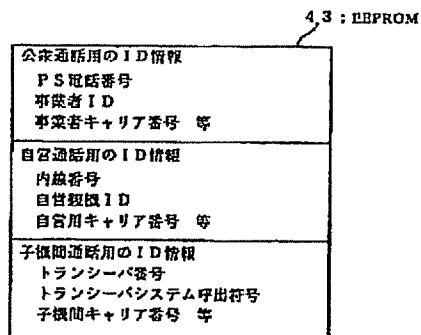 43:EEPROM
公衆通話用のID情報
PS電話番号
事業者ID
事業者キャリア番号 等
自営通話用のID情報
内線番号
自営親機ID
自営用キャリア番号 等
子機間通話用のID情報
トランシーバ番号
トランシーバシステム呼出符号
子機間キャリア番号 等